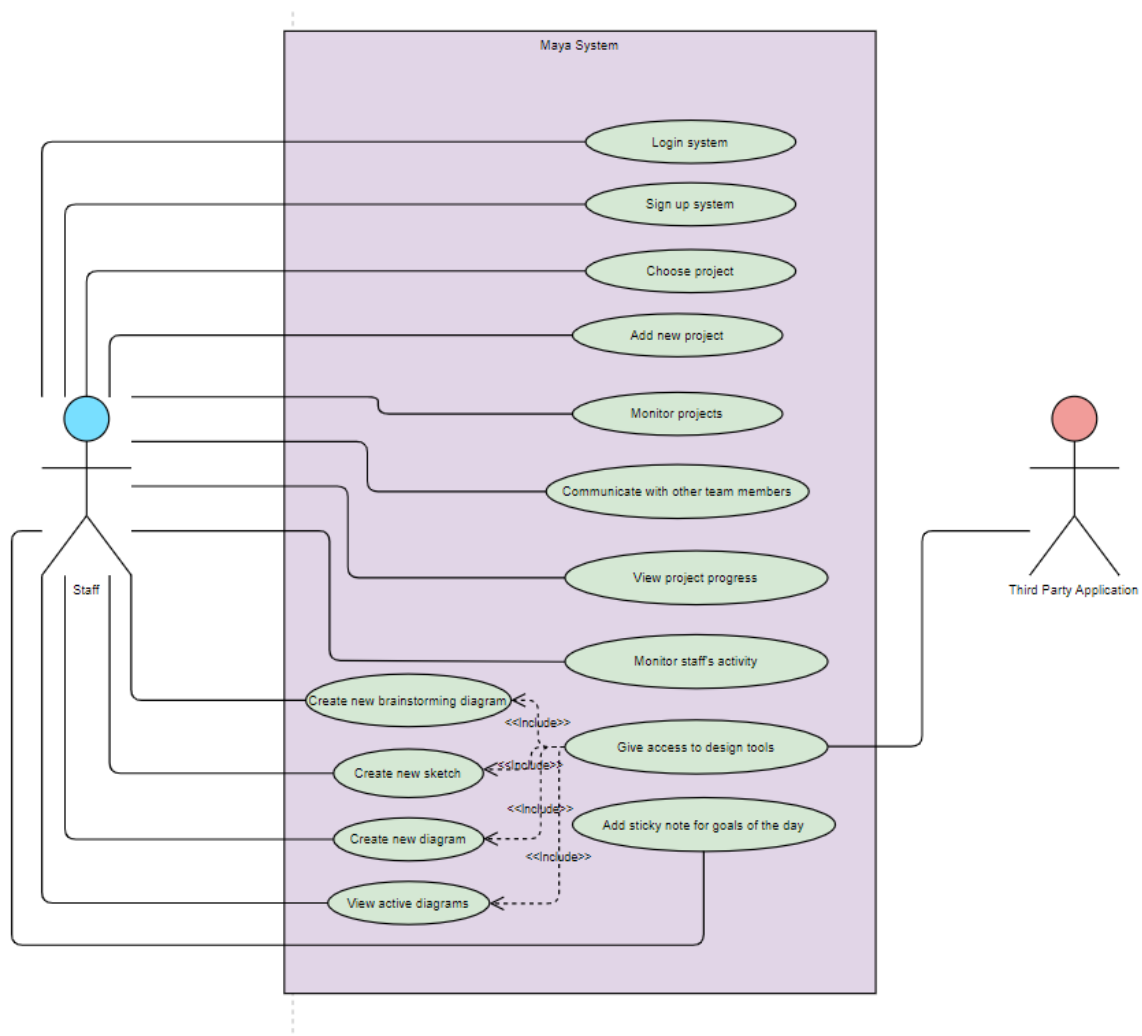 Maya System
Login system
Sign up system
Choose project
Add new project
Monitor projects
Communicate with other team members
View project progress
Staff
Third Party Application
Monitor staff's activity
Create new brainstorming diagram
<<Include>>
Give access to design tools
<<Include>>
Create new sketch
<<Include>>
Add sticky note for goals of the day
Create new diagram
<<Include>>
View active diagrams